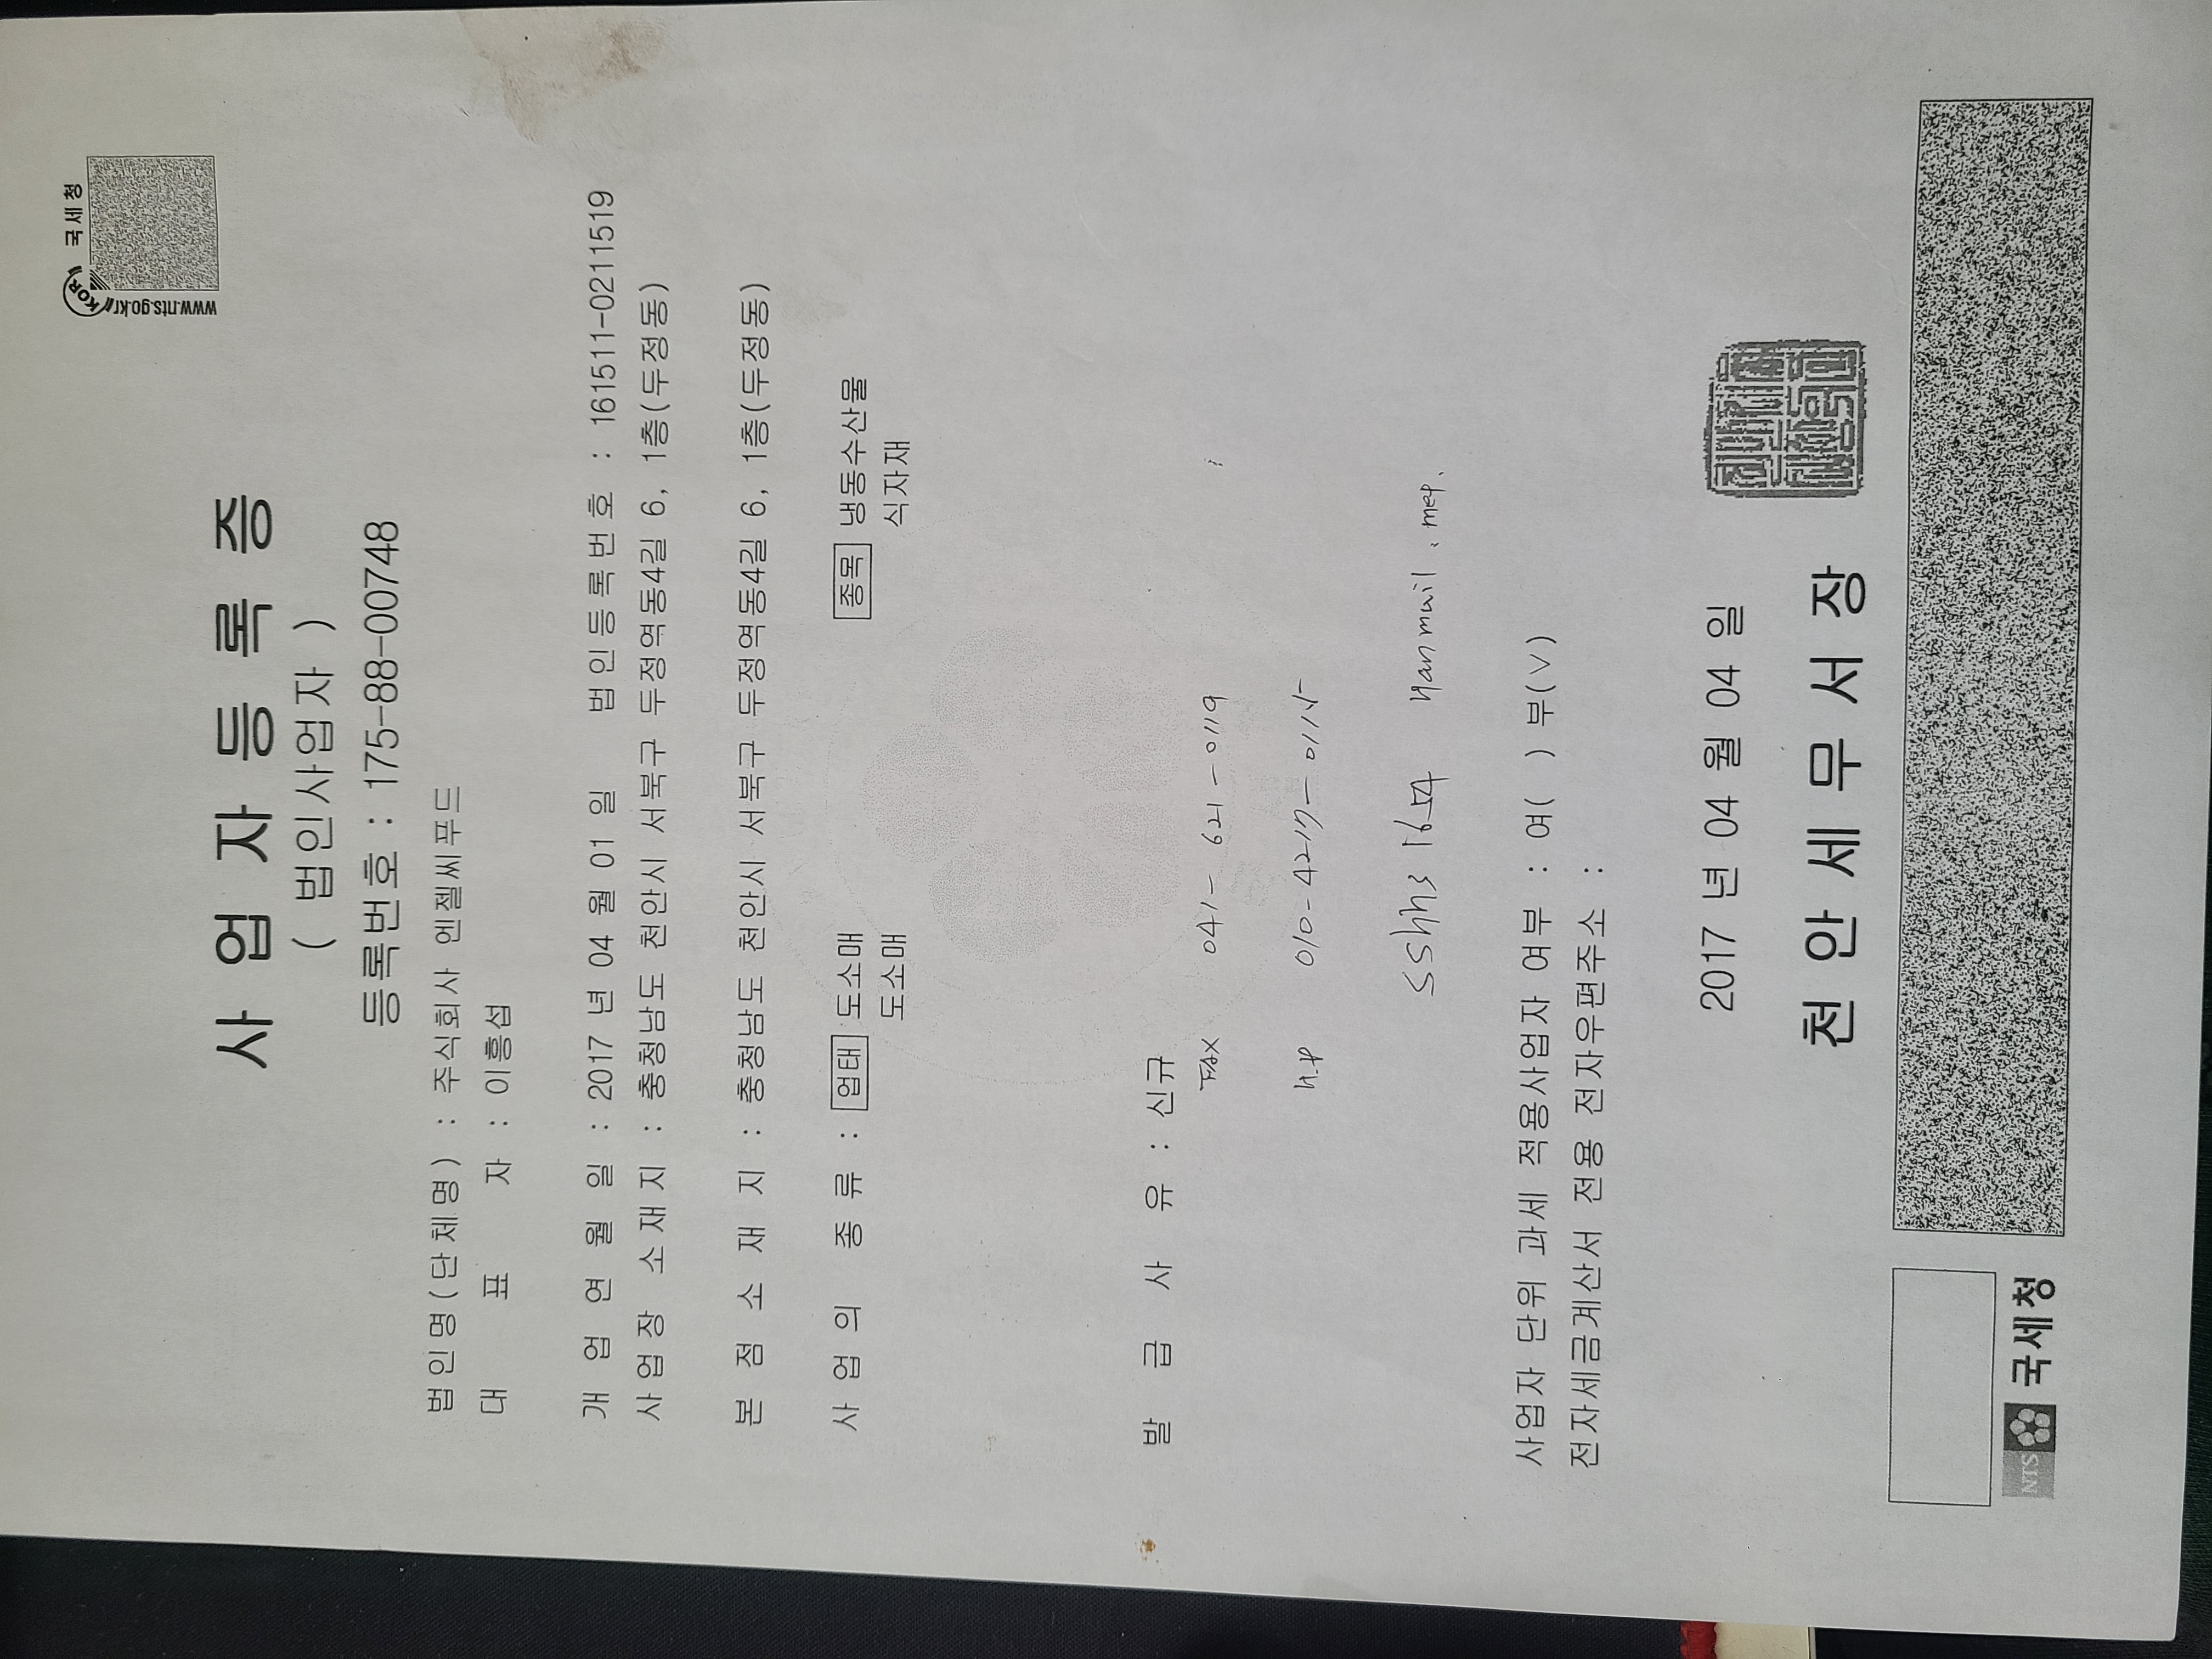 국세청
KOR
www.nts.go.kr
사 업 자 등 록 증
( 법인사업자 )
등록번호 : 175-88-00748
법인명(단체명) : 주식회사 엔젤씨푸드
대 표 자 : 이흥섭
개 업 연 월 일 : 2017 년 04 월 01 일 법인등록번호 : 161511-0211519
사업장 소재지 : 충청남도 천안시 서북구 두정역동4길 6, 1층(두정동)
본 점 소 재 지 : 충청남도 천안시 서북구 두정역동4길 6, 1층(두정동)
사 업 의 종 류 : 업태 도소매 종목 냉동수산물
도소매 식자재
발 급 사 유 : 신규
Fax 041- 621-0119
H.P 010-4217-0115
사업자 단위 과세 적용사업자 여부 : 여( ) 부(V)
전자세금계산서 전용 전자우편주소 :
2017 년 04 월 04 일
천 안 세 무 서 장
NTS 국세청